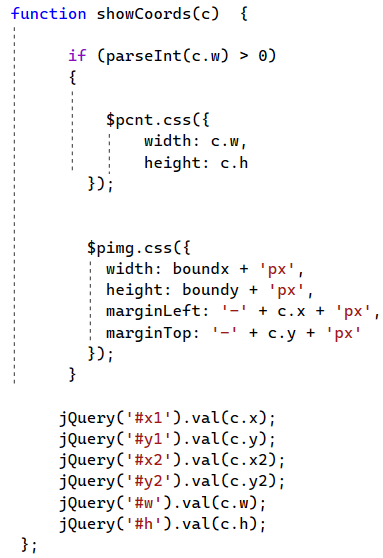 function showCoords(c)  {
if (parseInt(c.w) > 0)
{
$pcnt.css({
width: c.w,
height: c.h
});
$pimg.css({
width: boundx + 'px',
height: boundy + 'px',
marginLeft: '-' + c.x + 'px',
marginTop: '-' + c.y + 'px'
});
}
jQuery('#x1').val(c.x);
jQuery('#y1').val(c.y);
jQuery('#x2').val(c.x2);
jQuery('#y2').val(c.y2);
jQuery('#w').val(c.w);
jQuery('#h').val(c.h);
};